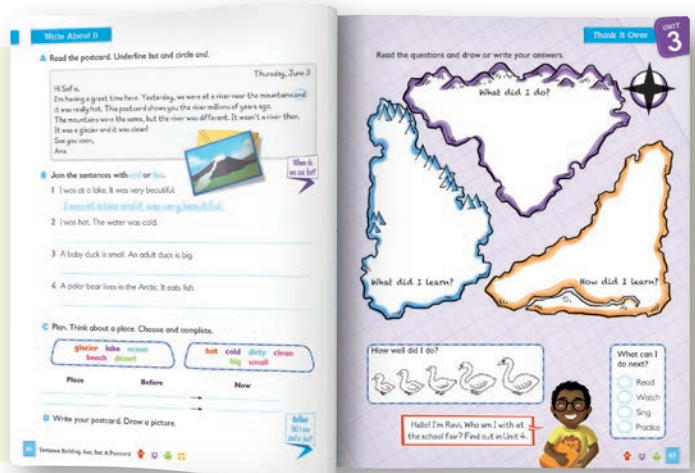 Write About It
A Read the postcard. Underline but and circle and.
Thursday, June 3
Hi Sofia,
I'm having a great time here. Yesterday, we were at a river near the mountains and
it was really hot. This postcard shows you the river millions of years ago.
The mountains were the same, but the river was different. It wasn't a river then.
It was a glacier and it was clean!
See you soon,
Ana
When do
we use but?
B Join the sentences with and or but.
1 I was at a lake. It was very beautiful.
I was at a lake and it was very beautiful.
2 I was hot. The water was cold.
3 A baby duck is small. An adult duck is big.
4 A polar bear lives in the Arctic. It eats fish.
C Plan. Think about a place. Choose and complete.
glacier lake ocean
beach desert
hot cold dirty clean
big small
Place Before Now
D Write your postcard. Draw a picture.
Sentence Building: And, But; A Postcard
Think It Over
UNIT
3
Read the questions and draw or write your answers.
What did I do?
What did I learn?
How did I learn?
How well did I do?
What can I
do next?
Read
Watch
Sing
Practice
Hello! I'm Ravi. Who am I with at
the school fair? Find out in Unit 4.